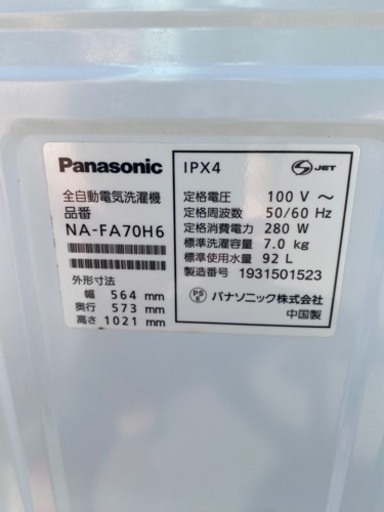 Panasonic
全自動電気洗濯機
品番
NA-FA70H6
外形寸法
幅 564 mm
奥行 573 mm
高さ 1021 mm
IPX4
S JET
定格電圧 100 V ～
定格周波数 50/60 Hz
定格消費電力 280 W
標準洗濯容量 7.0 kg
標準使用水量 92 L
製造番号 1931501523
PS E パナソニック株式会社
中国製